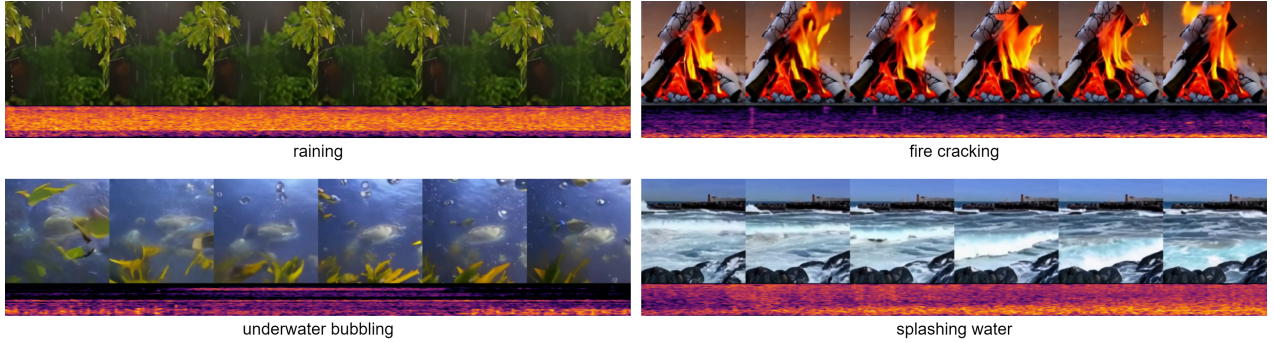 raining
fire cracking
underwater bubbling
splashing water